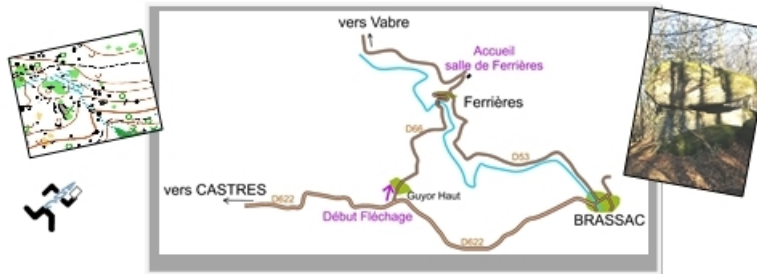 vers Vabre
Accueil
salle de Ferrières
Ferrières
D66
D53
vers CASTRES
D622
Guyor Haut
Début Fléchage
BRASSAC
D622